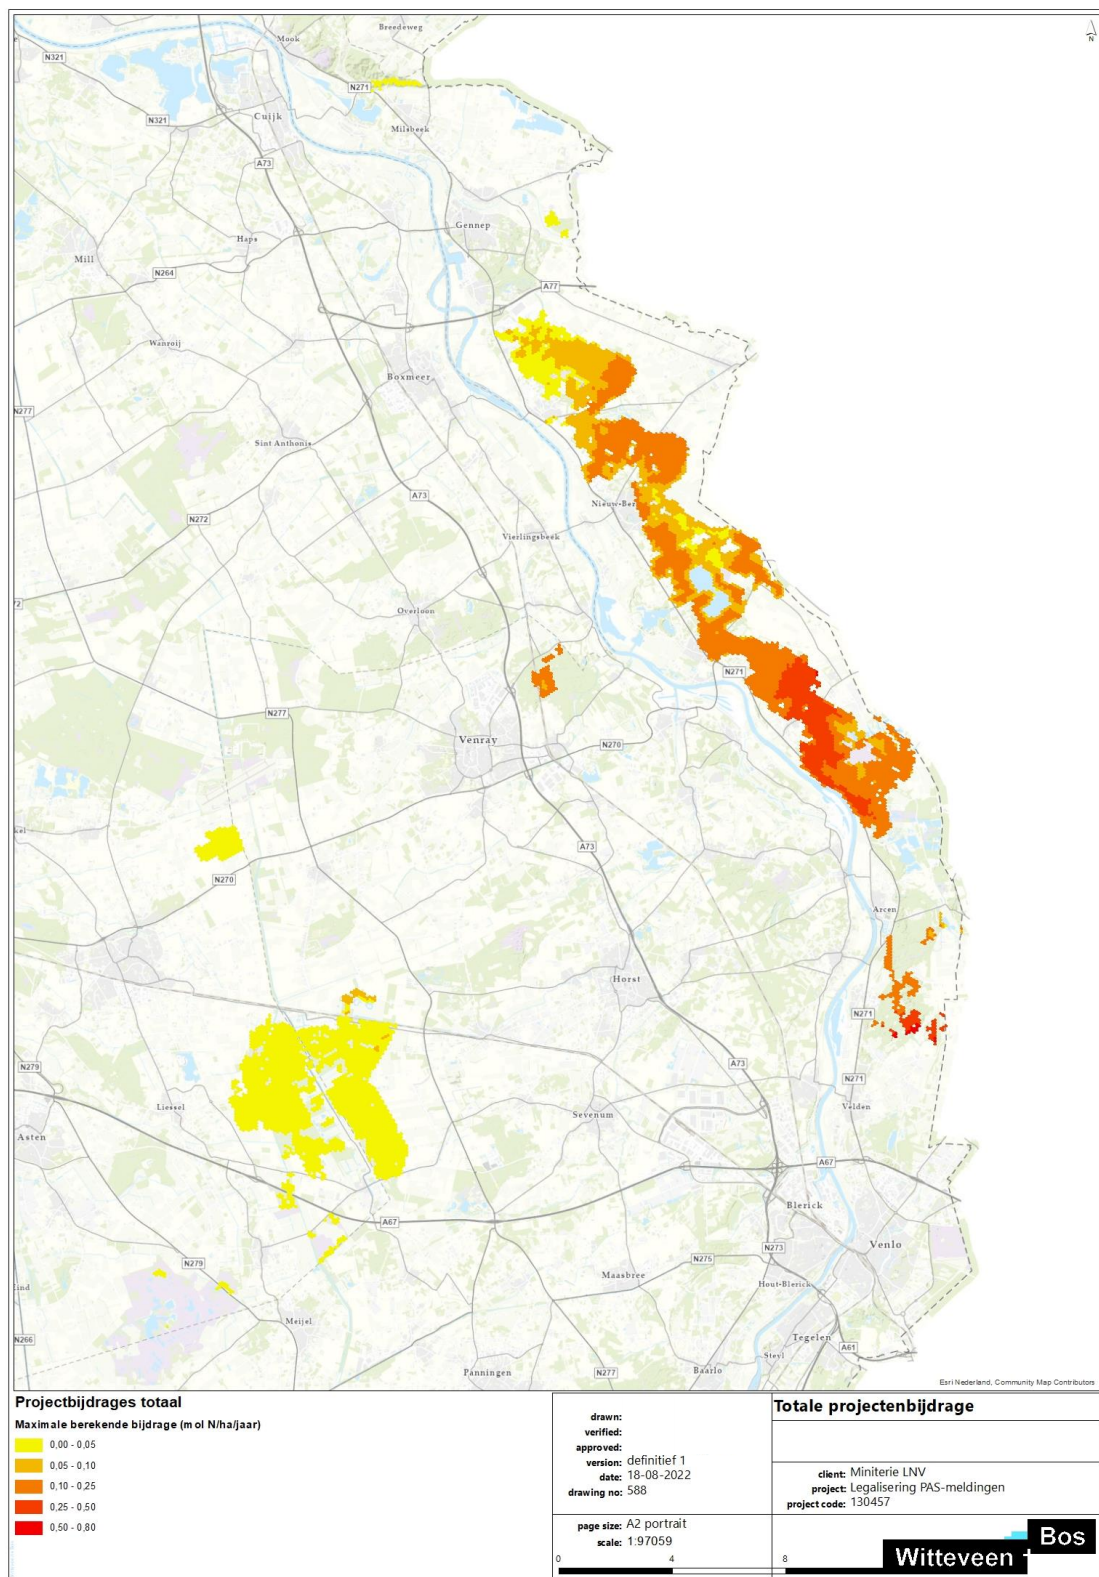 Breedeweg
Mook
N321
N271
N321
Cuijk
Milsbeek
A73
Gennep
Haps
Mill
N264
A77
Wanroij
Boxmeer
N277
Sint Anthonis
A73
Nieuw-Ber
N272
Vierlingsbeek
Overloon
N271
N277
Venray
N270
A73
N270
Arcen
Horst
N271
A73
N279
N271
Liessel
Velden
Sevenum
Asten
A67
Blerick
A67
Venlo
N273
N275
N279
Maasbree
Hout-Blerick
Meijel
N266
Tegelen
A61
Steyl
Panningen
N277
Baarlo
N
Esri Nederland, Community Map Contributors
Projectbijdrages totaal
Maximale berekende bijdrage (mol N/ha/jaar)
0,00 - 0,05
0,05 - 0,10
0,10 - 0,25
0,25 - 0,50
0,50 - 0,80
drawn:
verified:
approved:
version: definitief 1
date: 18-08-2022
drawing no: 588
page size: A2 portrait
scale: 1:97059
0 4 8
Totale projectenbijdrage
client: Miniterie LNV
project: Legalisering PAS-meldingen
project code: 130457
Witteveen + Bos